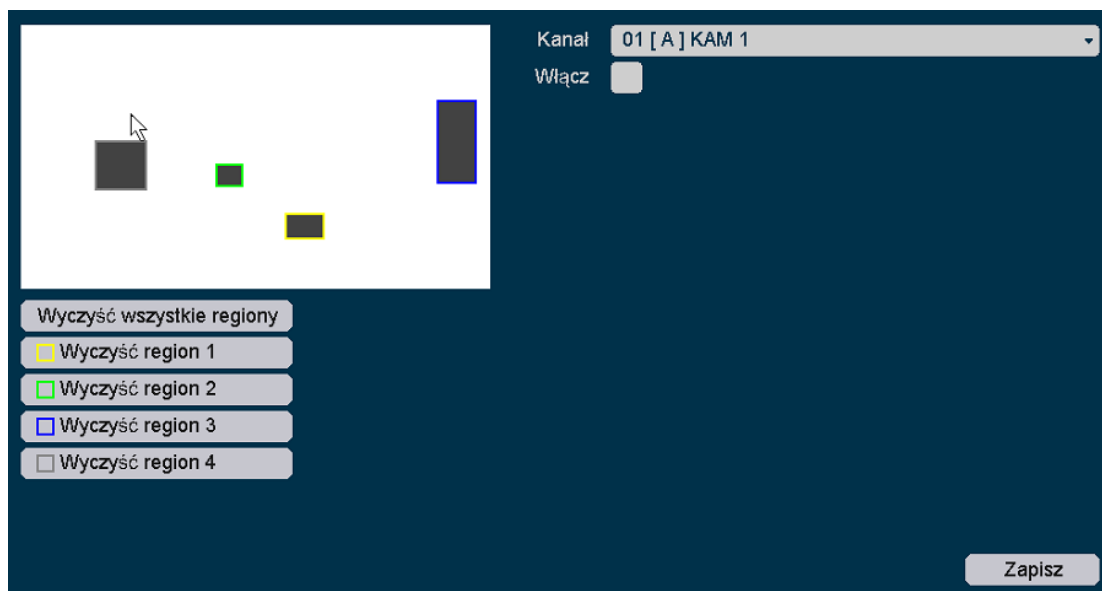 Kanał 01 [ A ] KAM 1
Włącz
Wyczyść wszystkie regiony
Wyczyść region 1
Wyczyść region 2
Wyczyść region 3
Wyczyść region 4
Zapisz